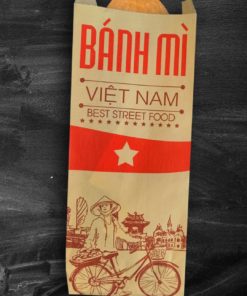 BÁNH MÌ
VIỆT NAM
BEST STREET FOOD